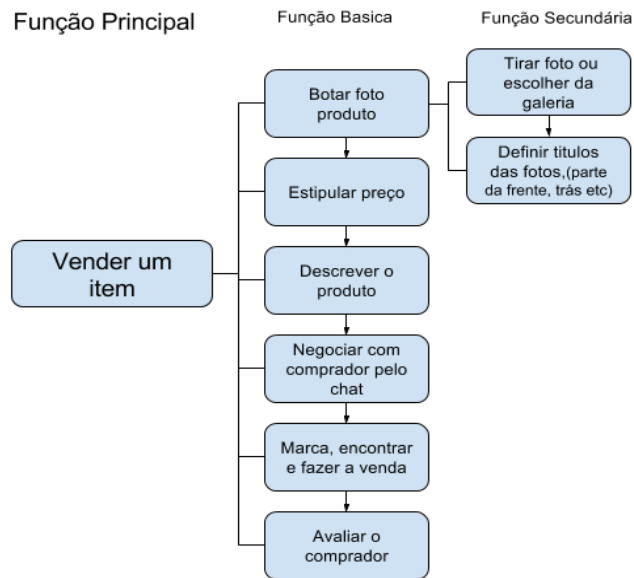 Função Principal
Função Basica
Função Secundária
Botar foto
produto
Tirar foto ou
escolher da
galeria
Definir titulos
das fotos,(parte
da frente, trás etc)
Estipular preço
Vender um
item
Descrever o
produto
Negociar com
comprador pelo
chat
Marca, encontrar
e fazer a venda
Avaliar o
comprador